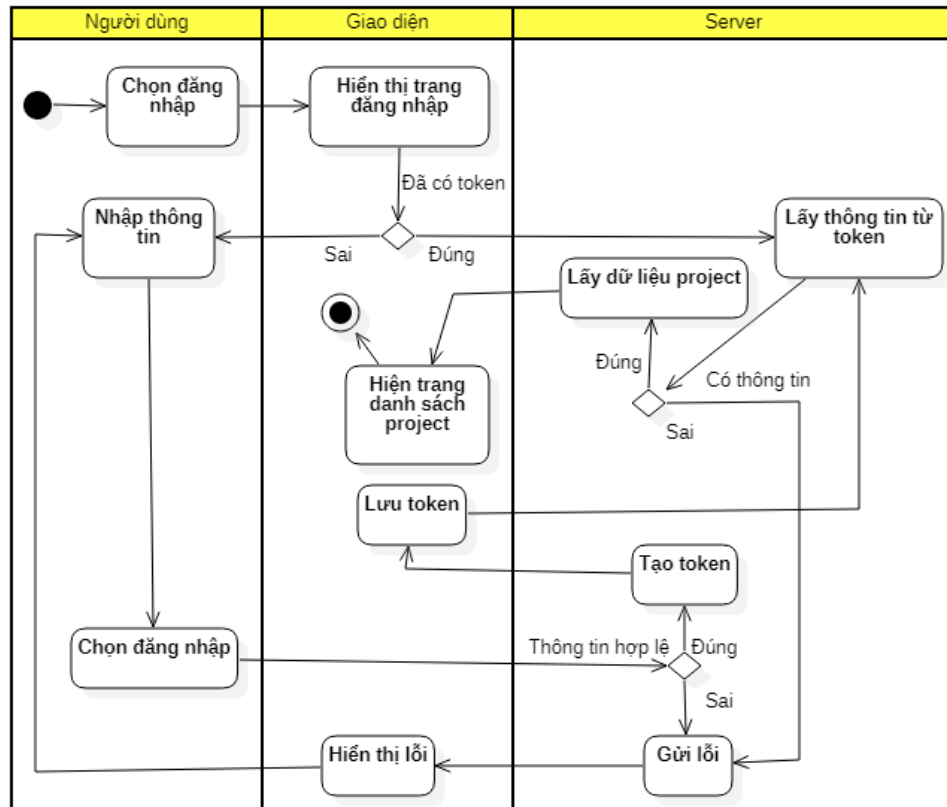 Người dùng
Giao diện
Server
Chọn đăng
nhập
Hiển thị trang
đăng nhập
Đã có token
Nhập thông
tin
Sai
Đúng
Lấy thông tin từ
token
Lấy dữ liệu project
Đúng
Có thông tin
Sai
Hiện trang
danh sách
project
Lưu token
Tạo token
Chọn đăng nhập
Thông tin hợp lệ
Đúng
Sai
Hiển thị lỗi
Gửi lỗi